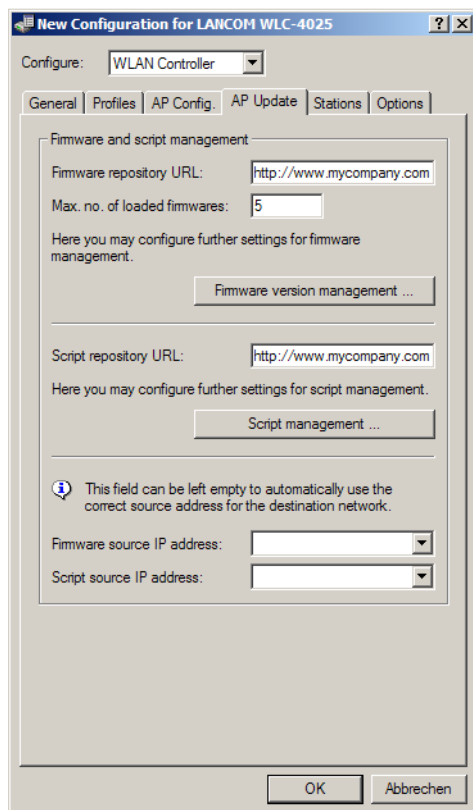 New Configuration for LANCOM WLC-4025
Configure: WLAN Controller
General Profiles AP Config. AP Update Stations Options
Firmware and script management
Firmware repository URL: http://www.mycompany.com
Max. no. of loaded firmwares: 5
Here you may configure further settings for firmware
management.
Firmware version management ...
Script repository URL: http://www.mycompany.com
Here you may configure further settings for script management.
Script management ...
This field can be left empty to automatically use the
correct source address for the destination network.
Firmware source IP address:
Script source IP address:
OK Abbrechen